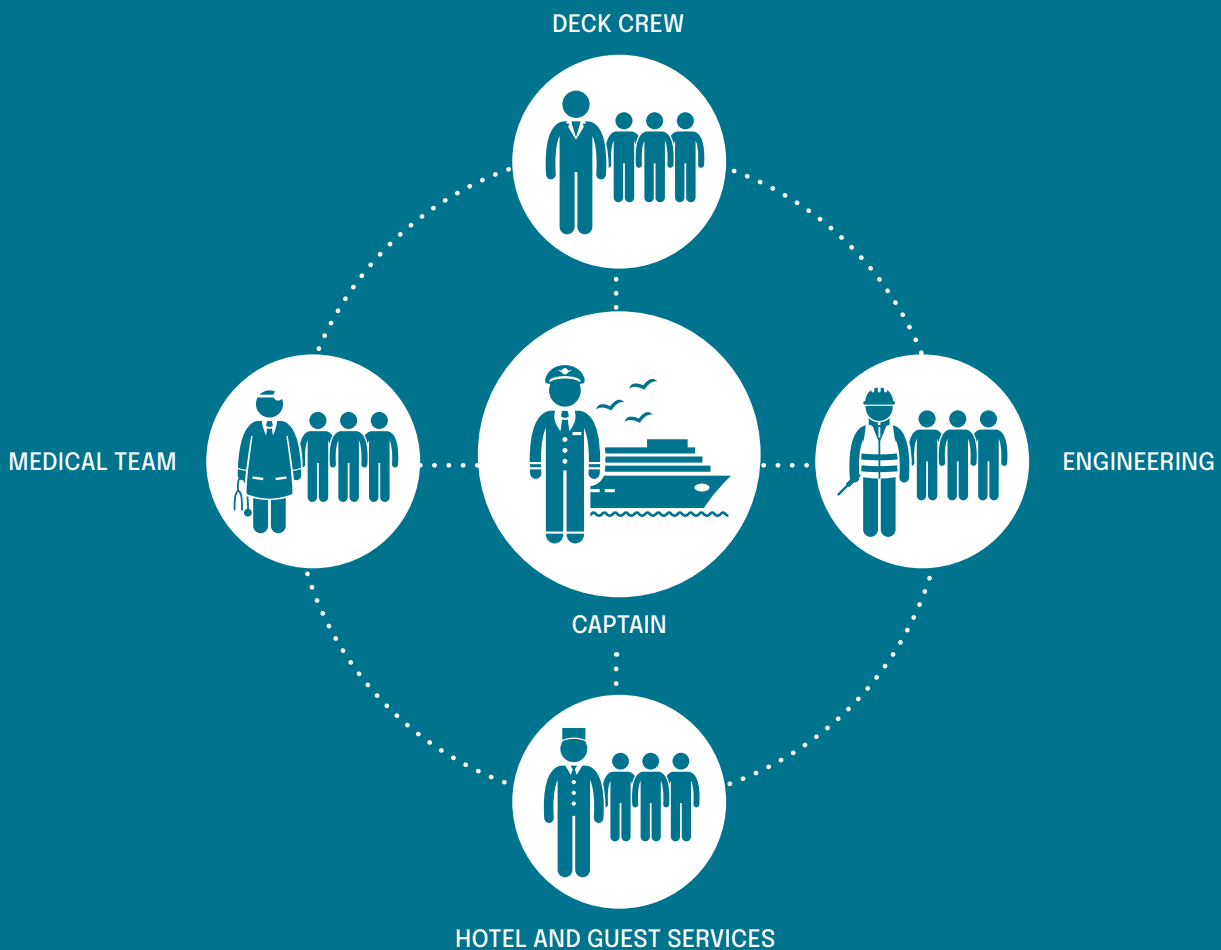 DECK CREW
MEDICAL TEAM
ENGINEERING
CAPTAIN
HOTEL AND GUEST SERVICES